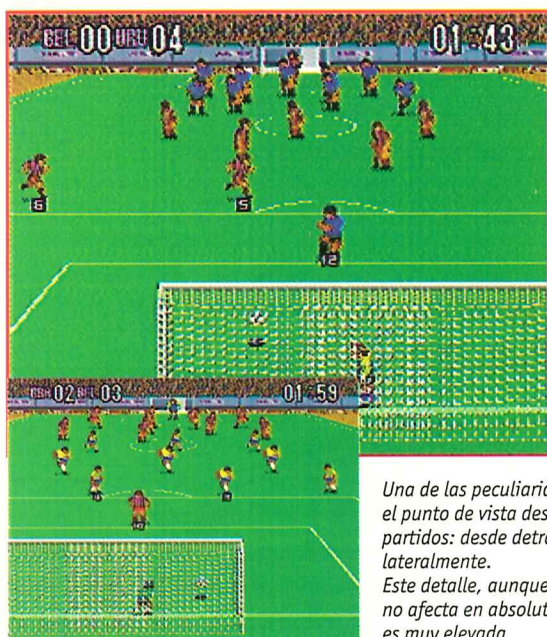 BEL 00 URU 04 01:43
6 5
12
02 BEL 03 01:59
Una de las peculiarid
el punto de vista des
partidos: desde detrá
lateralmente.
Este detalle, aunque
no afecta en absolut
es muy elevada